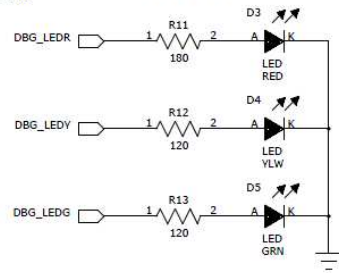 D3
R11
DBG_LEDR 1 2 A K
180 LED
RED
D4
R12
DBG_LEDY 1 2 A K
120 LED
YLW
D5
R13
DBG_LEDG 1 2 A K
120 LED
GRN